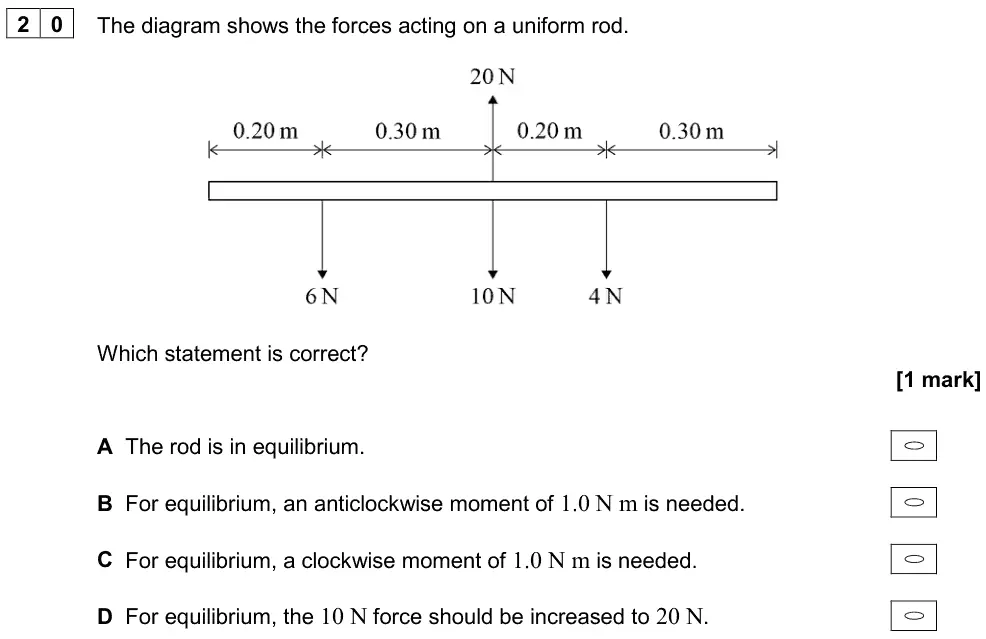 2 0 The diagram shows the forces acting on a uniform rod.
20 N
0.20 m 0.30 m 0.20 m 0.30 m
6 N 10 N 4 N
Which statement is correct?
[1 mark]
A The rod is in equilibrium.
B For equilibrium, an anticlockwise moment of 1.0 N m is needed.
C For equilibrium, a clockwise moment of 1.0 N m is needed.
D For equilibrium, the 10 N force should be increased to 20 N.